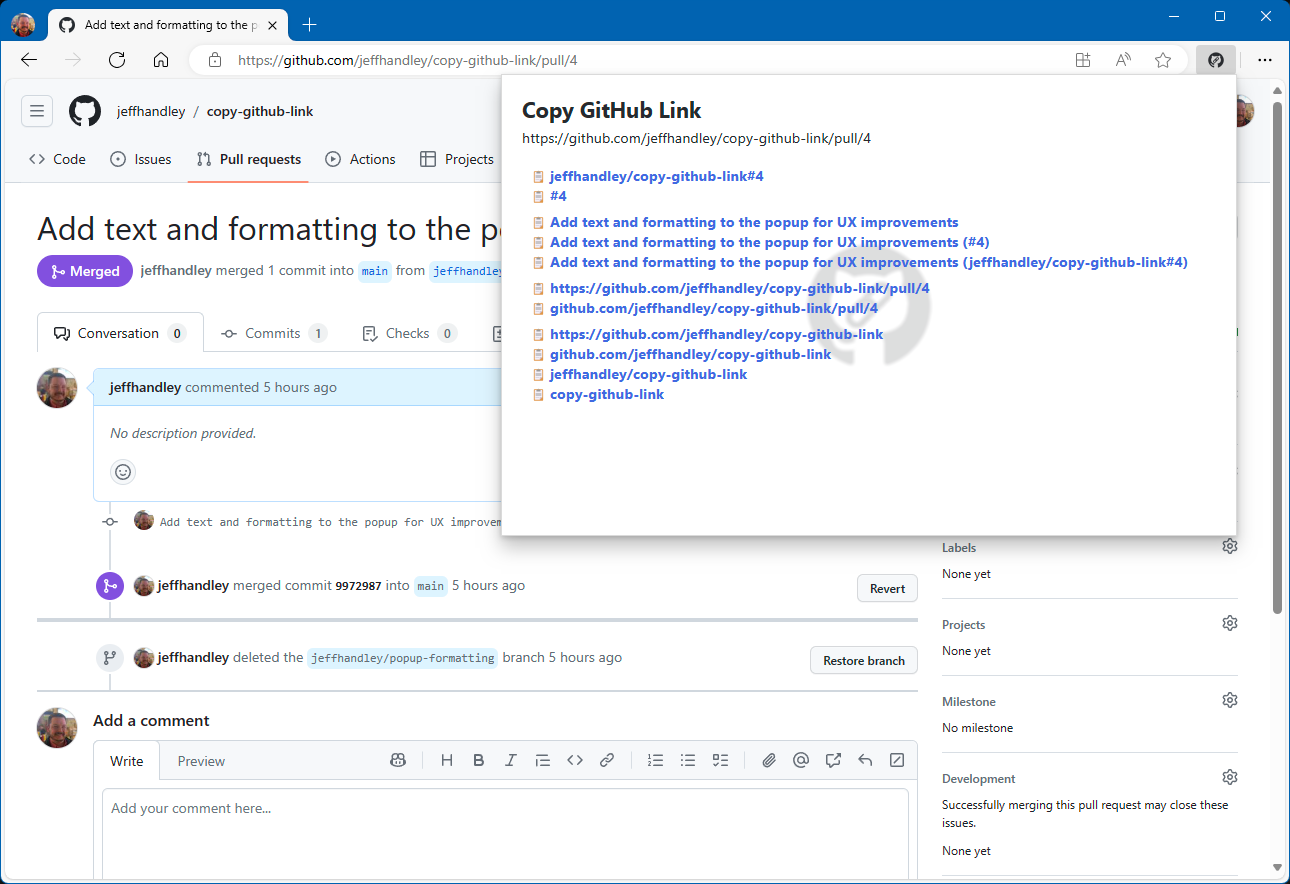 Add text and formatting to the p
https://github.com/jeffhandley/copy-github-link/pull/4
jeffhandley / copy-github-link
Code Issues Pull requests Actions Projects
Add text and formatting to the
Merged jeffhandley merged 1 commit into main from jeffhandley
Conversation 0 Commits 1 Checks 0
jeffhandley commented 5 hours ago
No description provided.
Add text and formatting to the popup for UX
jeffhandley merged commit 9972987 into main 5 hours ago
Revert
jeffhandley deleted the jeffhandley/popup-formatting branch 5 hours ago
Restore branch
Add a comment
Write Preview
Add your comment here...
Copy GitHub Link
https://github.com/jeffhandley/copy-github-link/pull/4
jeffhandley/copy-github-link#4
#4
Add text and formatting to the popup for UX improvements
Add text and formatting to the popup for UX improvements (#4)
Add text and formatting to the popup for UX improvements (jeffhandley/copy-github-link#4)
https://github.com/jeffhandley/copy-github-link/pull/4
github.com/jeffhandley/copy-github-link/pull/4
https://github.com/jeffhandley/copy-github-link
github.com/jeffhandley/copy-github-link
jeffhandley/copy-github-link
copy-github-link
Labels
None yet
Projects
None yet
Milestone
No milestone
Development
Successfully merging this pull request may close these
issues.
None yet